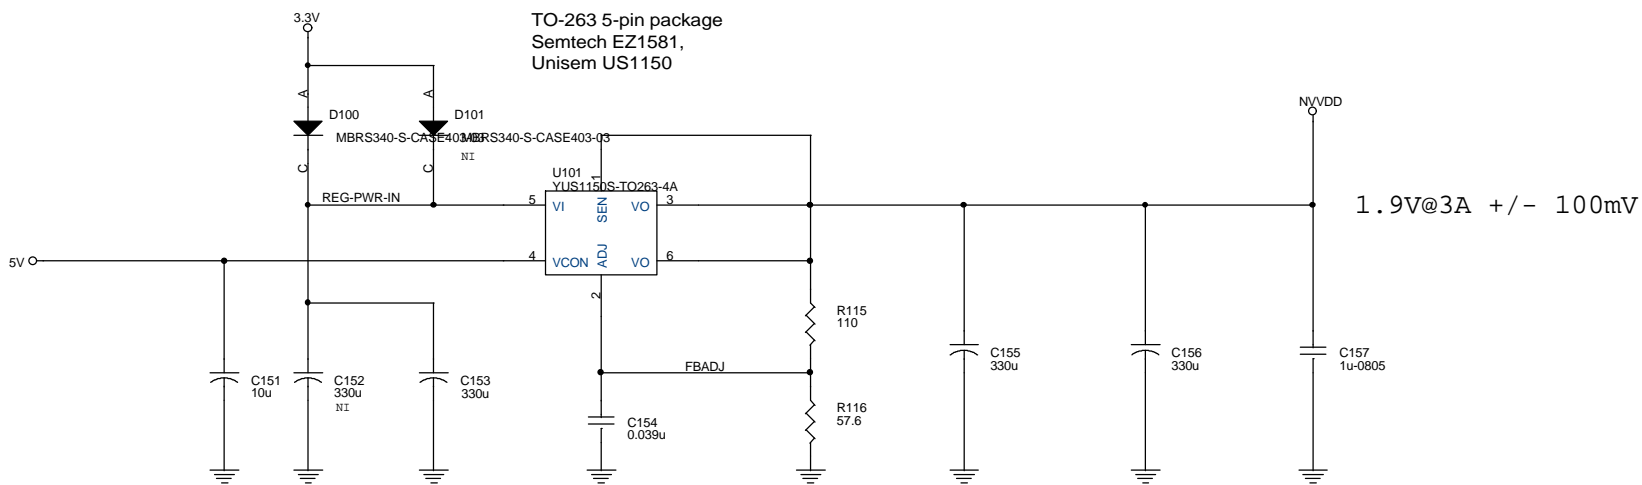 3.3V
TO-263 5-pin package
Semtech EZ1581,
Unisem US1150
A
A
D100
D101
MBRS340-S-CASE403-03
MBRS340-S-CASE403-03
NI
C
C
NVVDD
U101
YUS1150S-TO263-4A
REG-PWR-IN
1
5
VI
SEN
VO
3
1.9V@3A +/- 100mV
5V
4
VCON
ADJ
VO
6
2
R115
110
C155
330u
C156
330u
C157
1u-0805
FBADJ
C151
10u
C152
330u
NI
C153
330u
R116
57.6
C154
0.039u